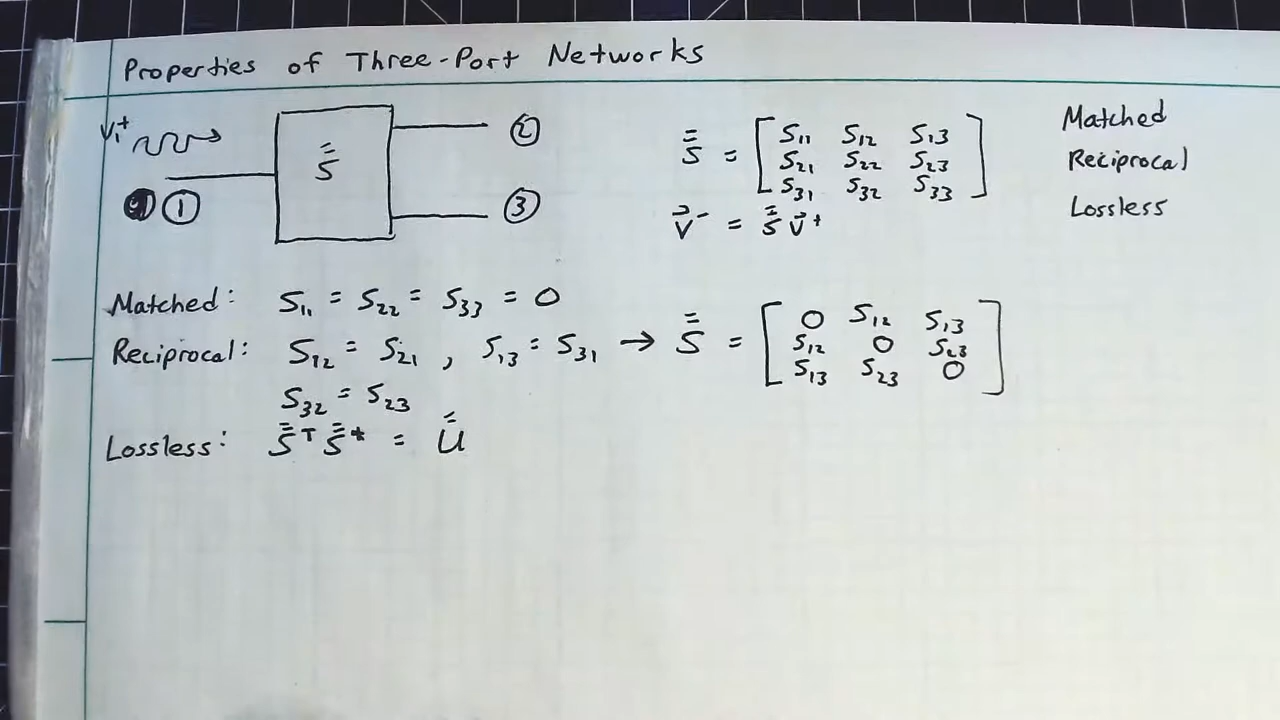 Properties of Three-Port Networks
V₁⁺
S̿
②
①
③
S̿ = [ S₁₁ S₁₂ S₁₃
S₂₁ S₂₂ S₂₃
S₃₁ S₃₂ S₃₃ ]
V⃗⁻ = S̿ V⃗⁺
Matched
Reciprocal
Lossless
Matched: S₁₁ = S₂₂ = S₃₃ = 0
Reciprocal: S₁₂ = S₂₁ , S₁₃ = S₃₁ → S̿ = [ 0 S₁₂ S₁₃
S₁₂ 0 S₂₃
S₁₃ S₂₃ 0 ]
S₃₂ = S₂₃
Lossless: S̿ᵀ S̿* = U̿